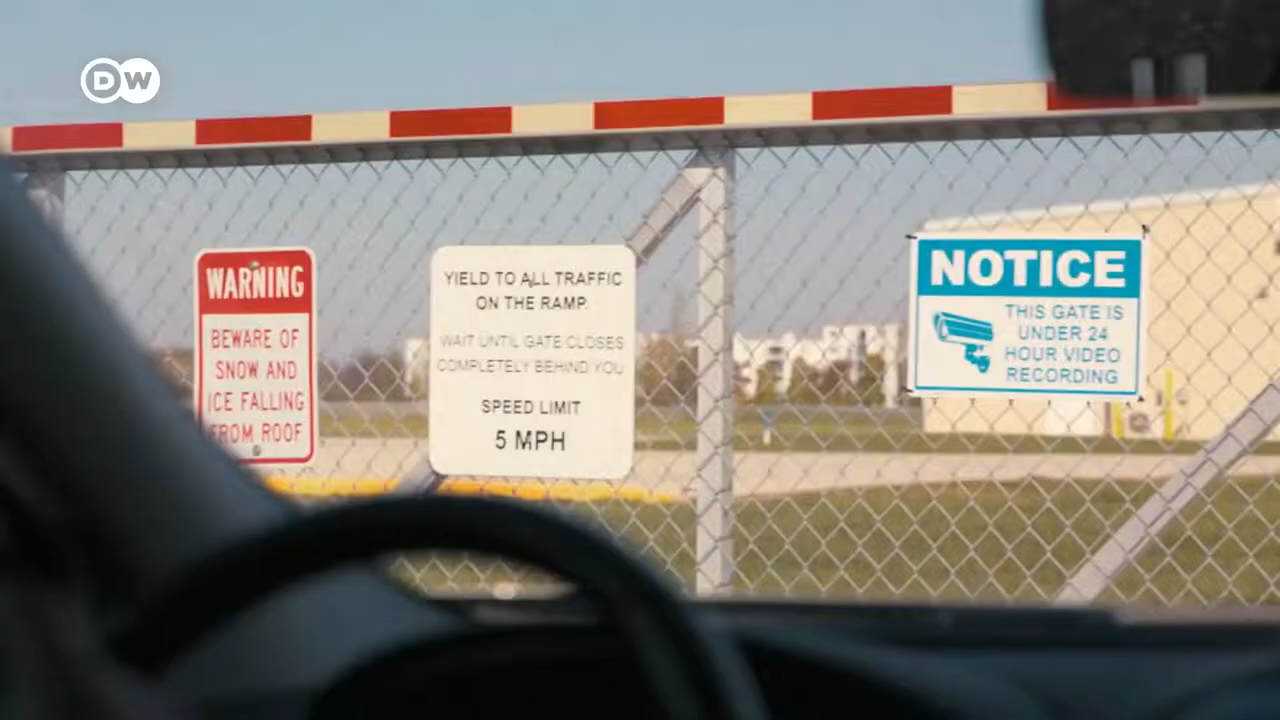 DW
WARNING
BEWARE OF
SNOW AND
ICE FALLING
FROM ROOF
YIELD TO ALL TRAFFIC
ON THE RAMP.
WAIT UNTIL GATE CLOSES
COMPLETELY BEHIND YOU
SPEED LIMIT
5 MPH
NOTICE
THIS GATE IS
UNDER 24
HOUR VIDEO
RECORDING